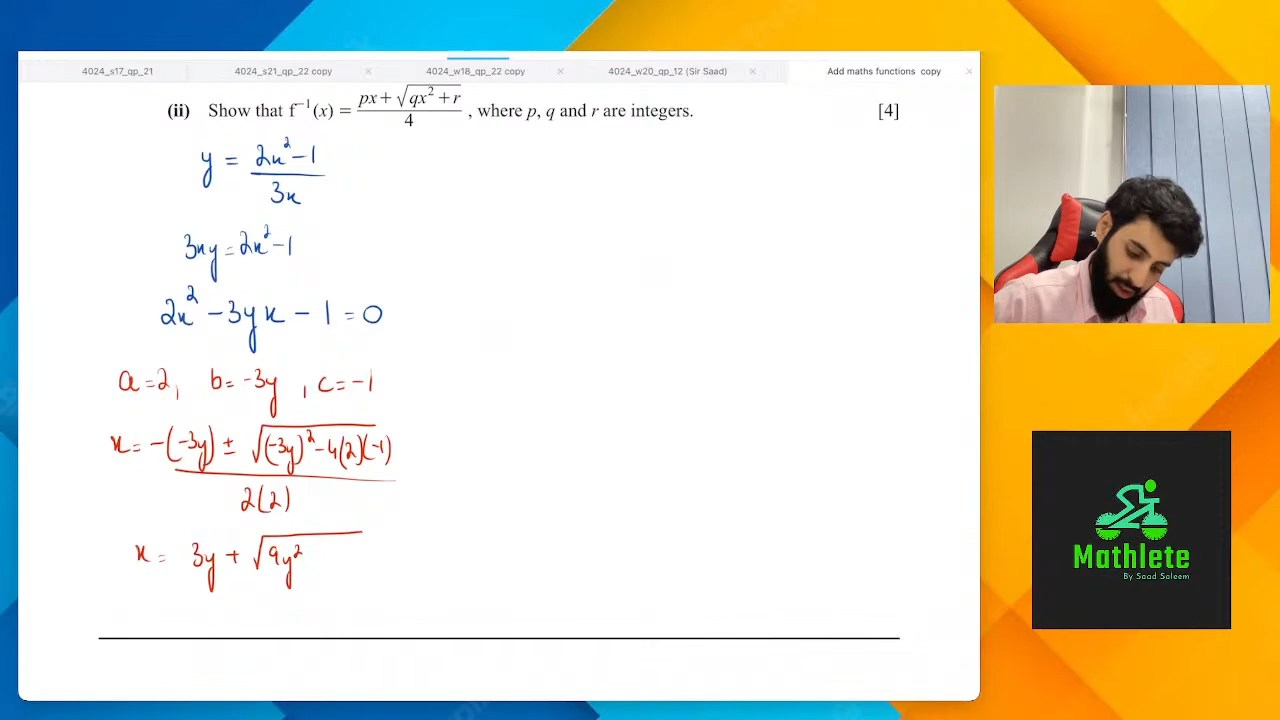 4024_s17_qp_21 4024_s21_qp_22 copy 4024_w18_qp_22 copy 4024_w20_qp_12 (Sir Saad) Add maths functions copy
(ii) Show that f⁻¹(x) = (px + √(qx² + r))/4, where p, q and r are integers. [4]
y = (2x² - 1)/(3x)
3xy = 2x² - 1
2x² - 3yx - 1 = 0
a = 2, b = -3y, c = -1
x = (-(-3y) ± √((-3y)² - 4(2)(-1)))/(2(2))
x = 3y + √(9y²
Mathlete
By Saad Saleem